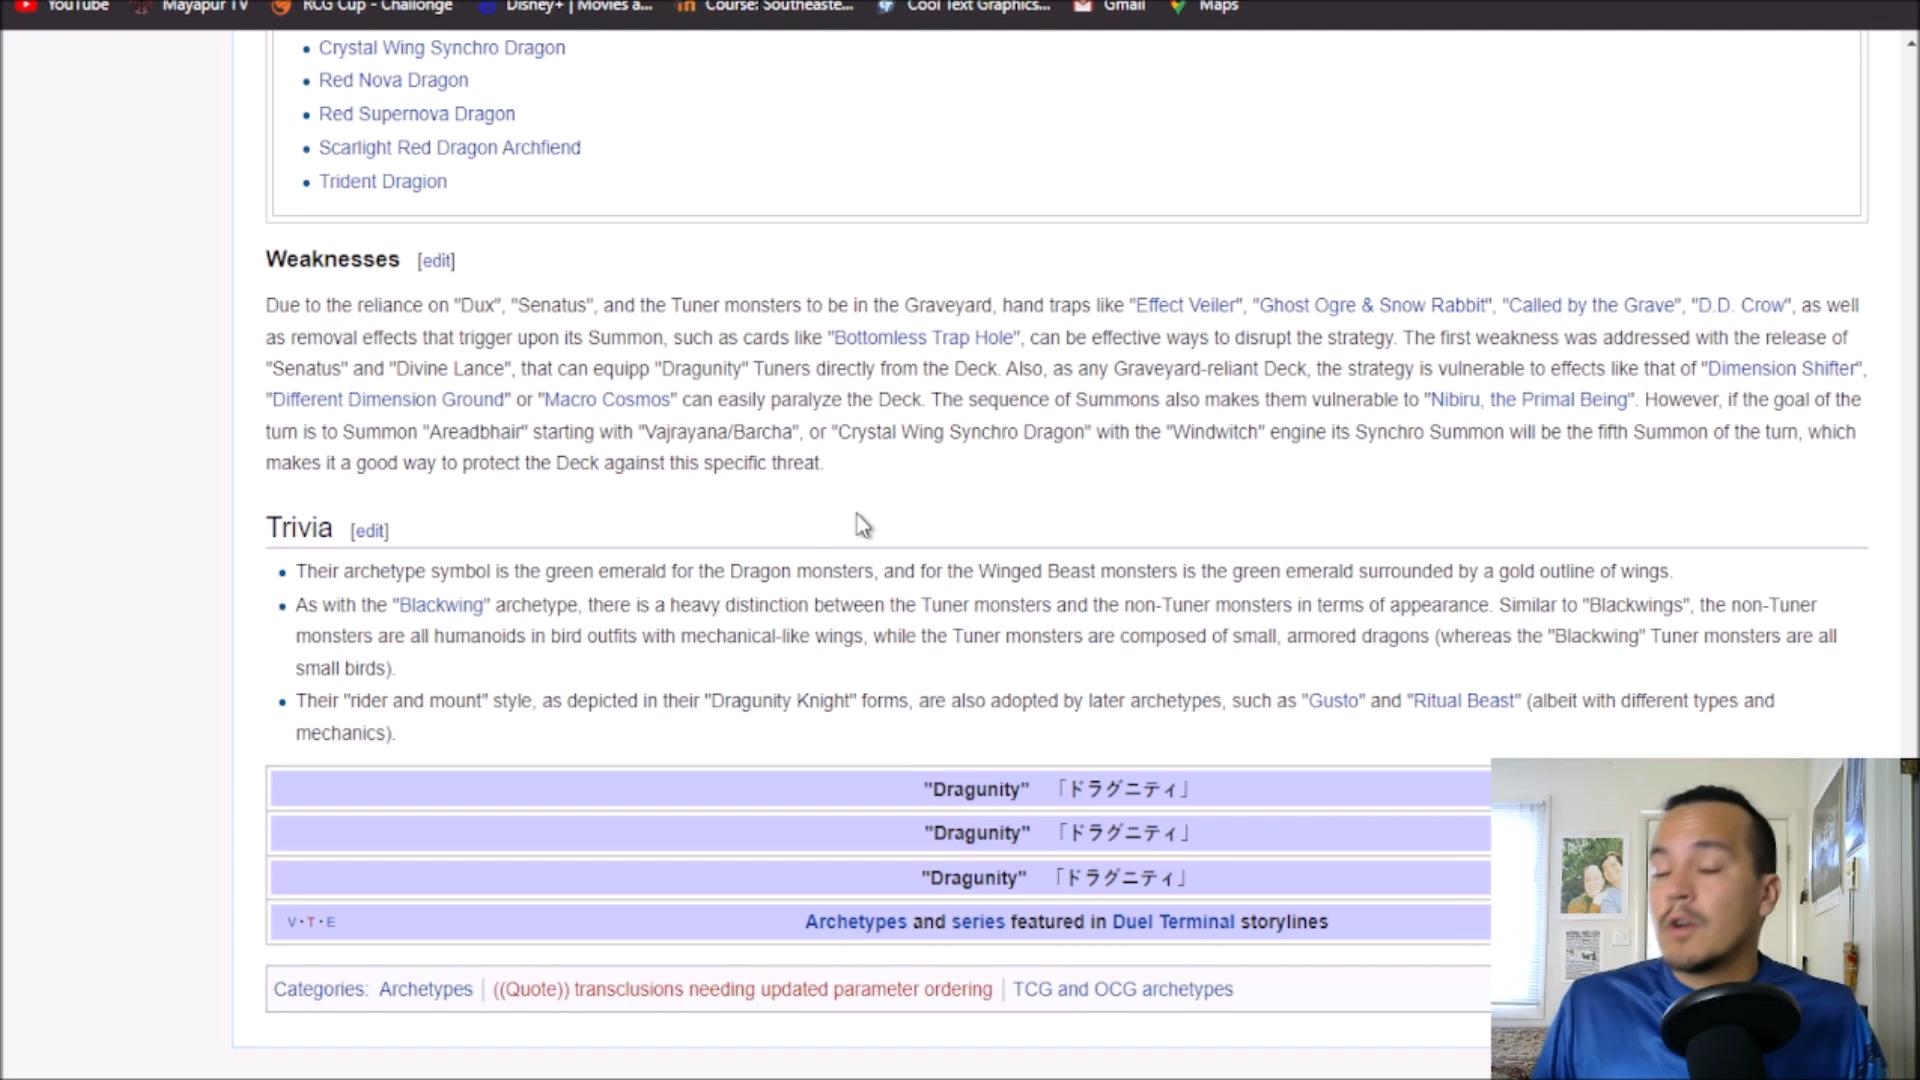 YouTube Mayapur TV RCG Cup - Challonge Disney+ | Movies a... Course: Southeaste... Cool Text Graphics... Gmail Maps
• Crystal Wing Synchro Dragon
• Red Nova Dragon
• Red Supernova Dragon
• Scarlight Red Dragon Archfiend
• Trident Dragion
Weaknesses [edit]
Due to the reliance on "Dux", "Senatus", and the Tuner monsters to be in the Graveyard, hand traps like "Effect Veiler", "Ghost Ogre & Snow Rabbit", "Called by the Grave", "D.D. Crow", as well
as removal effects that trigger upon its Summon, such as cards like "Bottomless Trap Hole", can be effective ways to disrupt the strategy. The first weakness was addressed with the release of
"Senatus" and "Divine Lance", that can equipp "Dragunity" Tuners directly from the Deck. Also, as any Graveyard-reliant Deck, the strategy is vulnerable to effects like that of "Dimension Shifter",
"Different Dimension Ground" or "Macro Cosmos" can easily paralyze the Deck. The sequence of Summons also makes them vulnerable to "Nibiru, the Primal Being". However, if the goal of the
turn is to Summon "Areadbhair" starting with "Vajrayana/Barcha", or "Crystal Wing Synchro Dragon" with the "Windwitch" engine its Synchro Summon will be the fifth Summon of the turn, which
makes it a good way to protect the Deck against this specific threat.
Trivia [edit]
• Their archetype symbol is the green emerald for the Dragon monsters, and for the Winged Beast monsters is the green emerald surrounded by a gold outline of wings.
• As with the "Blackwing" archetype, there is a heavy distinction between the Tuner monsters and the non-Tuner monsters in terms of appearance. Similar to "Blackwings", the non-Tuner
monsters are all humanoids in bird outfits with mechanical-like wings, while the Tuner monsters are composed of small, armored dragons (whereas the "Blackwing" Tuner monsters are all
small birds).
• Their "rider and mount" style, as depicted in their "Dragunity Knight" forms, are also adopted by later archetypes, such as "Gusto" and "Ritual Beast" (albeit with different types and
mechanics).
"Dragunity" 「ドラグニティ」
"Dragunity" 「ドラグニティ」
"Dragunity" 「ドラグニティ」
V · T · E Archetypes and series featured in Duel Terminal storylines
Categories: Archetypes | ((Quote)) transclusions needing updated parameter ordering | TCG and OCG archetypes